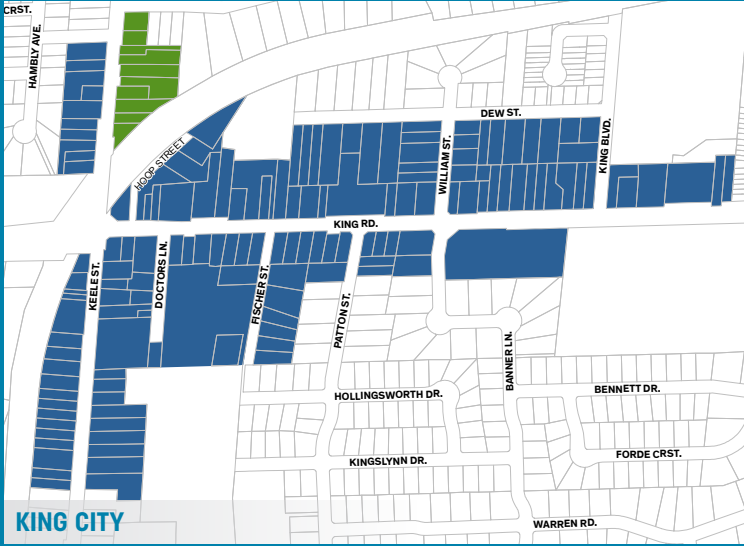 CRST.
HAMBLY AVE.
HOOP STREET
DEW ST.
WILLIAM ST.
KING BLVD.
KING RD.
KEELE ST.
DOCTORS LN.
FISCHER ST.
PATTON ST.
BANNER LN.
HOLLINGSWORTH DR.
BENNETT DR.
KINGSLYNN DR.
FORDE CRST.
WARREN RD.
KING CITY